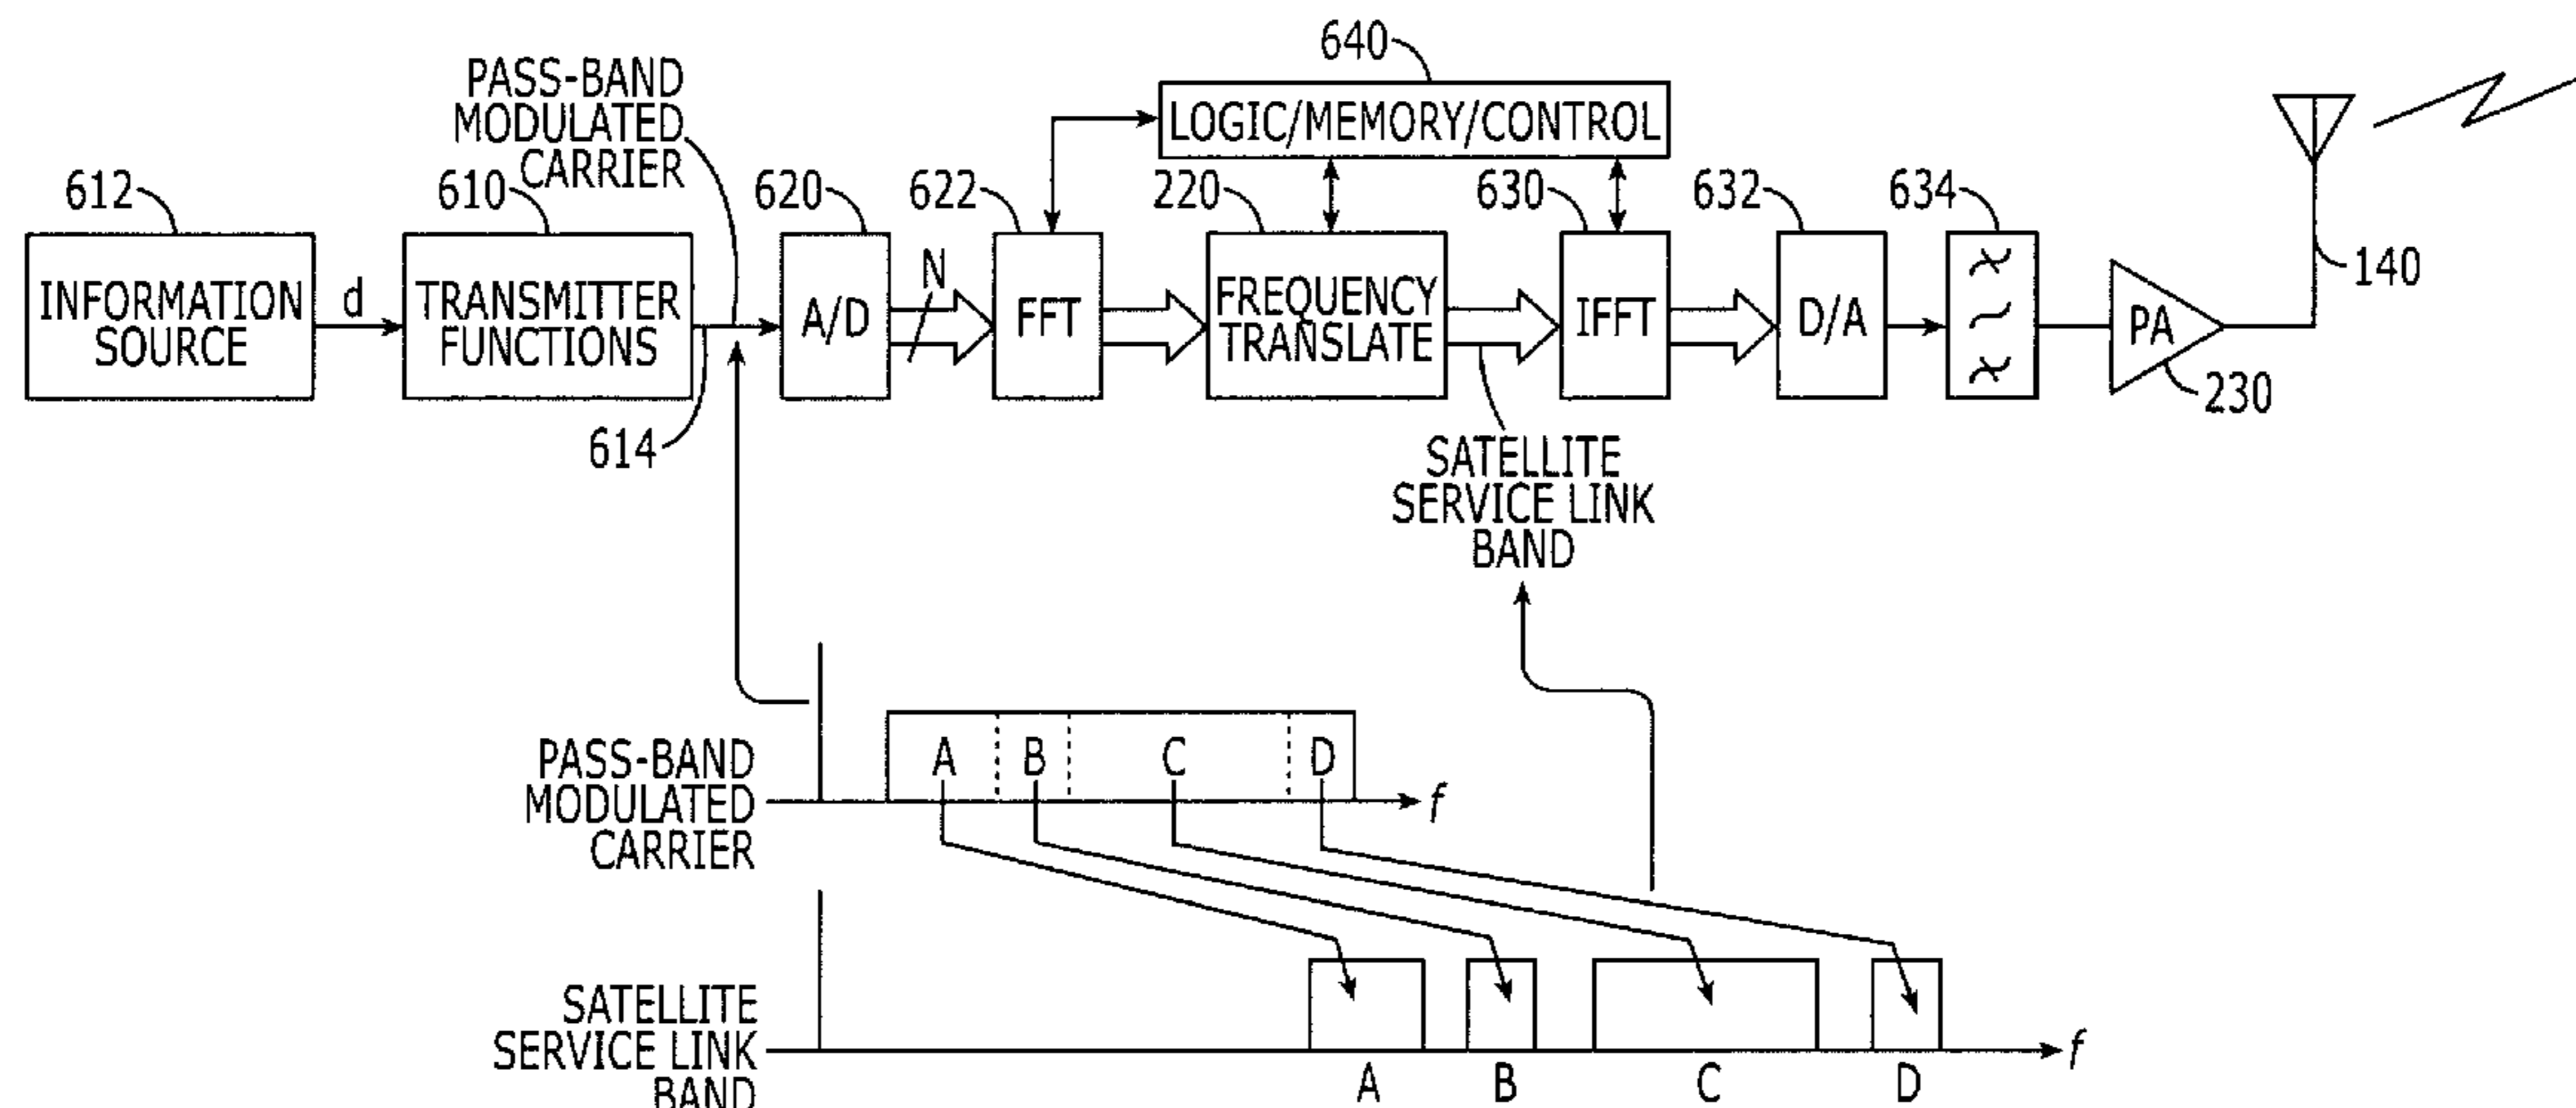 640
PASS-BAND
MODULATED
CARRIER
LOGIC/MEMORY/CONTROL
612
610
620
622
220
630
632
634
INFORMATION
SOURCE
d
TRANSMITTER
FUNCTIONS
614
A/D
N
FFT
FREQUENCY
TRANSLATE
IFFT
D/A
PA
140
230
SATELLITE
SERVICE LINK
BAND
PASS-BAND
MODULATED
CARRIER
A B C D
f
SATELLITE
SERVICE LINK
BAND
f
A B C D